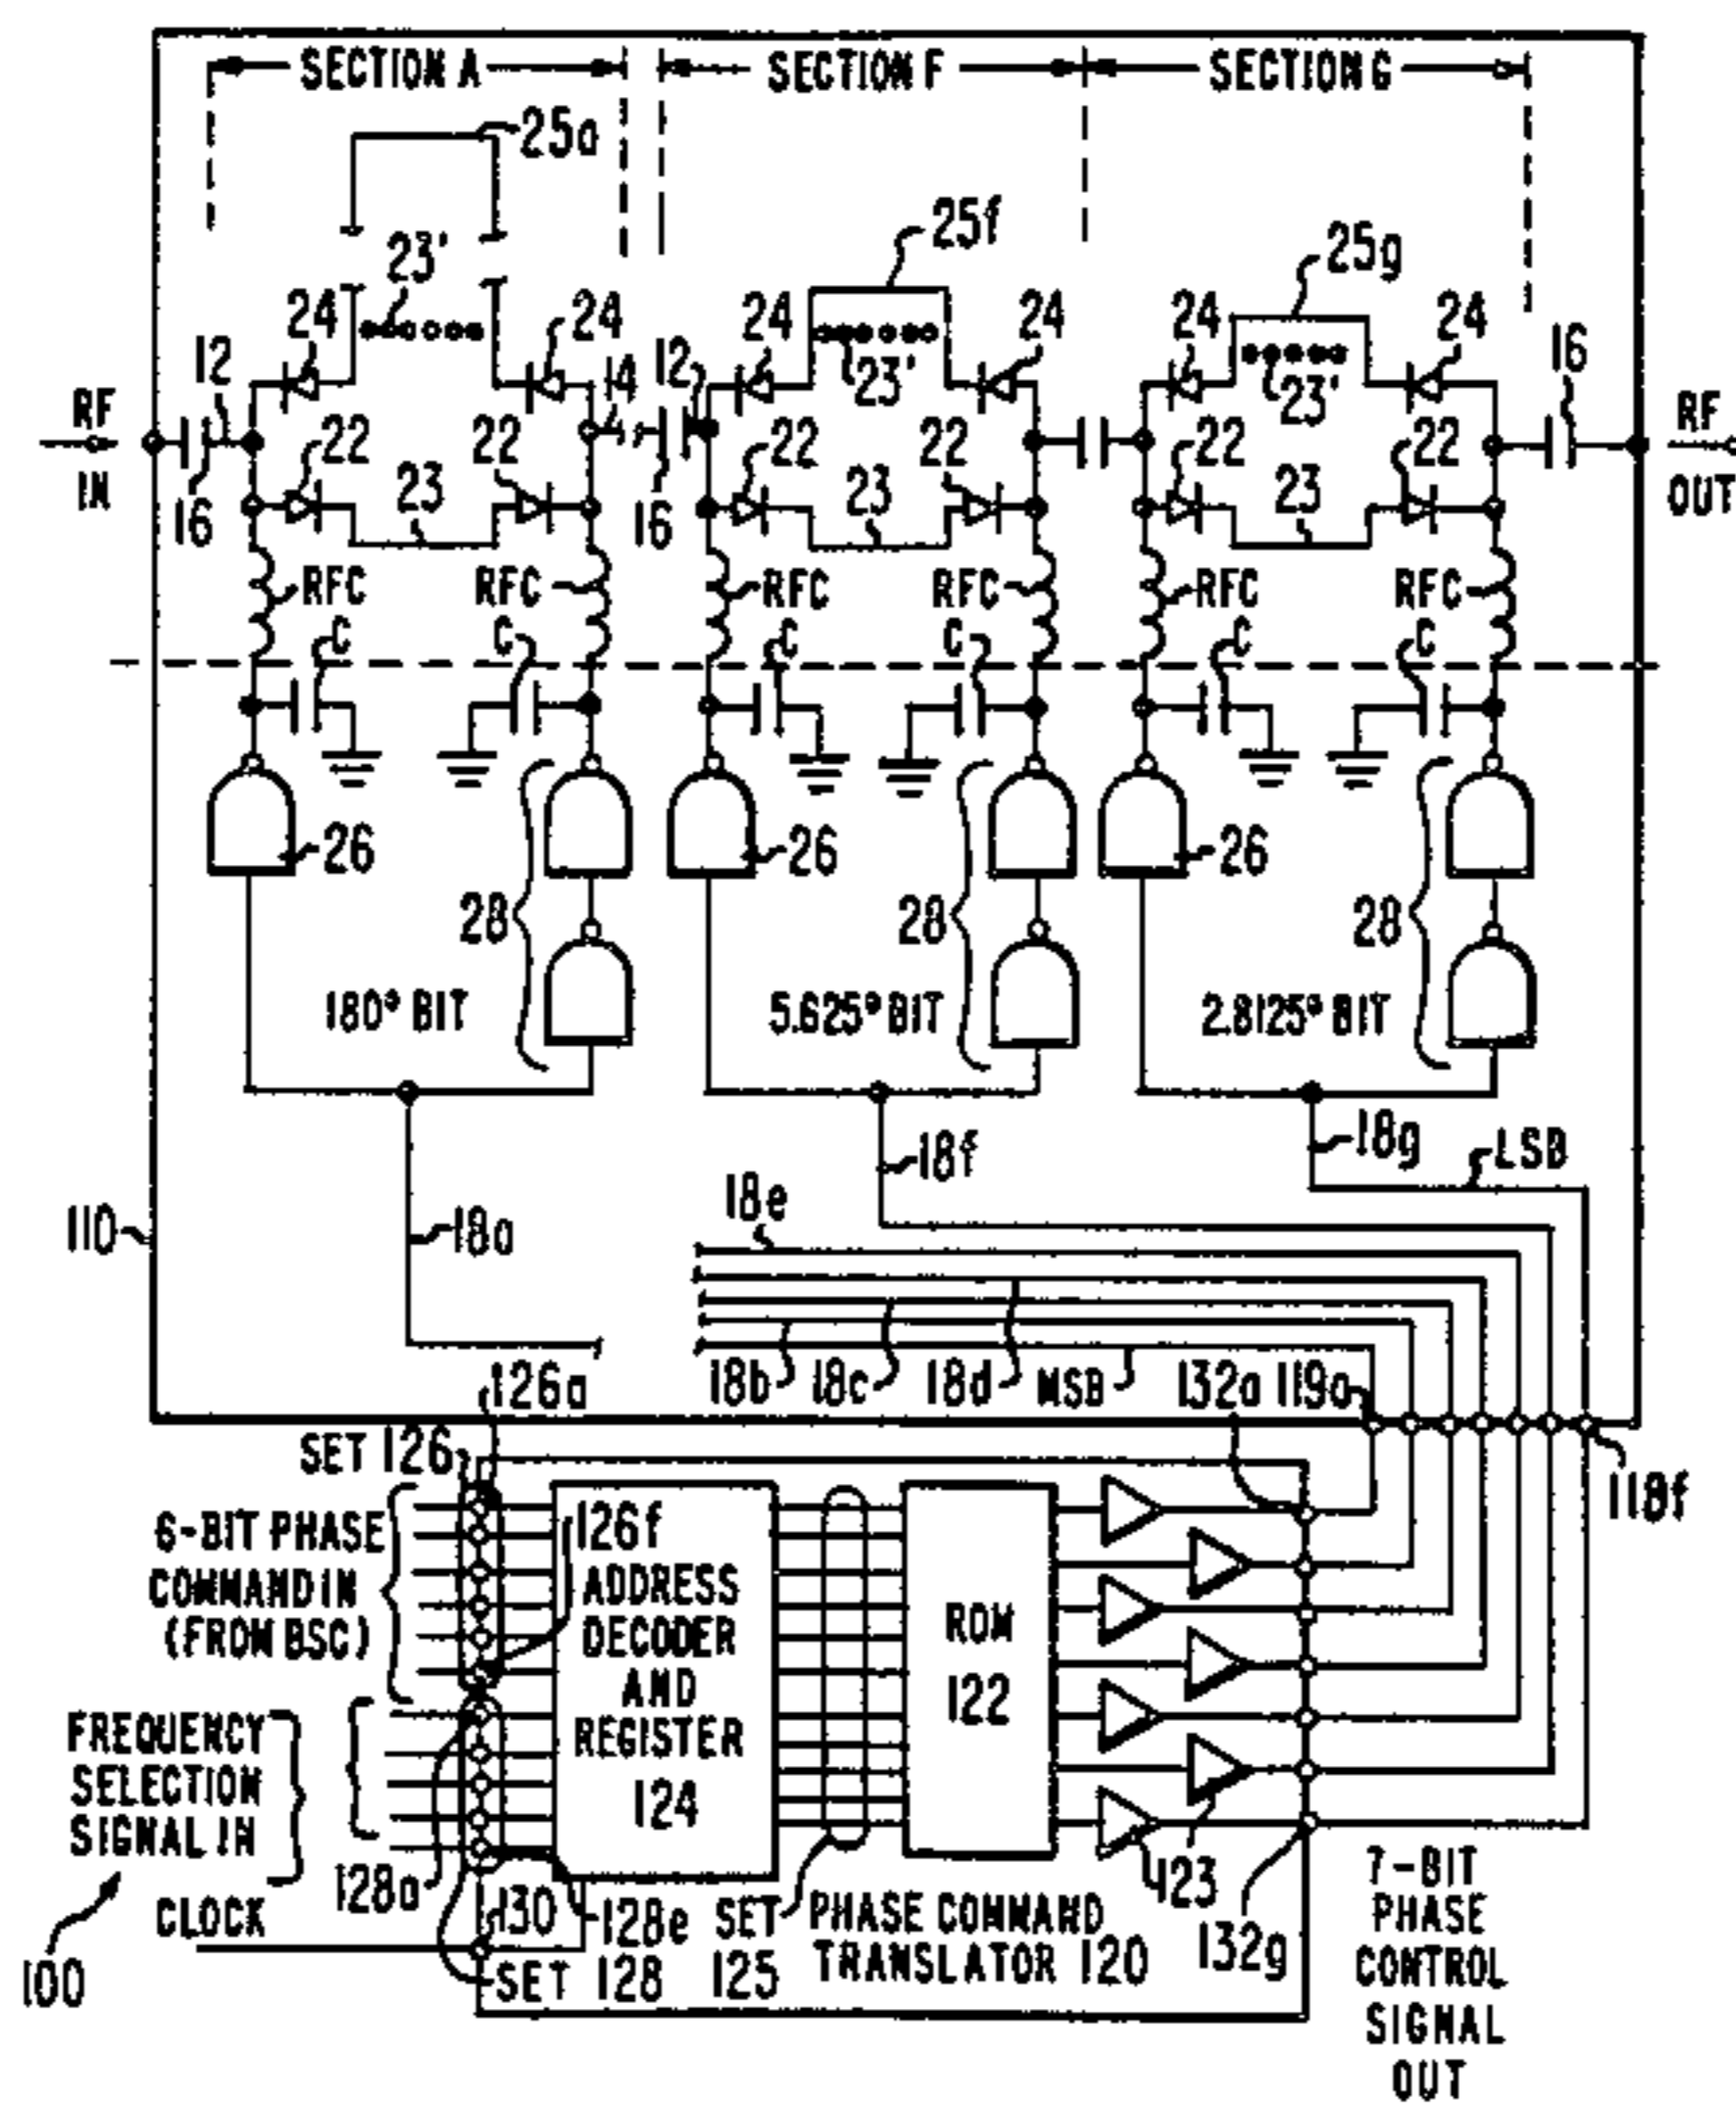 SECTION A
SECTION F
SECTION G
25a
25f
25g
23'
24
24
24
23'
24
24
23'
24
16
12
14
12
RF
IN
RF
OUT
22
22
22
22
22
22
16
23
16
23
23
RFC
RFC
RFC
RFC
RFC
RFC
C
C
C
C
C
C
26
26
26
28
28
28
180° BIT
5.625° BIT
2.8125° BIT
18f
18g
LSB
110
18a
18e
126a
18b
18c
18d
MSB
132a
119a
SET 126
118f
6-BIT PHASE
COMMAND IN
(FROM BSC)
126f
ADDRESS
DECODER
AND
REGISTER
124
ROM
122
FREQUENCY
SELECTION
SIGNAL IN
128a
CLOCK
130
128e
SET
125
SET 128
PHASE COMMAND
TRANSLATOR 120
123
132g
7-BIT
PHASE
CONTROL
SIGNAL
OUT
100